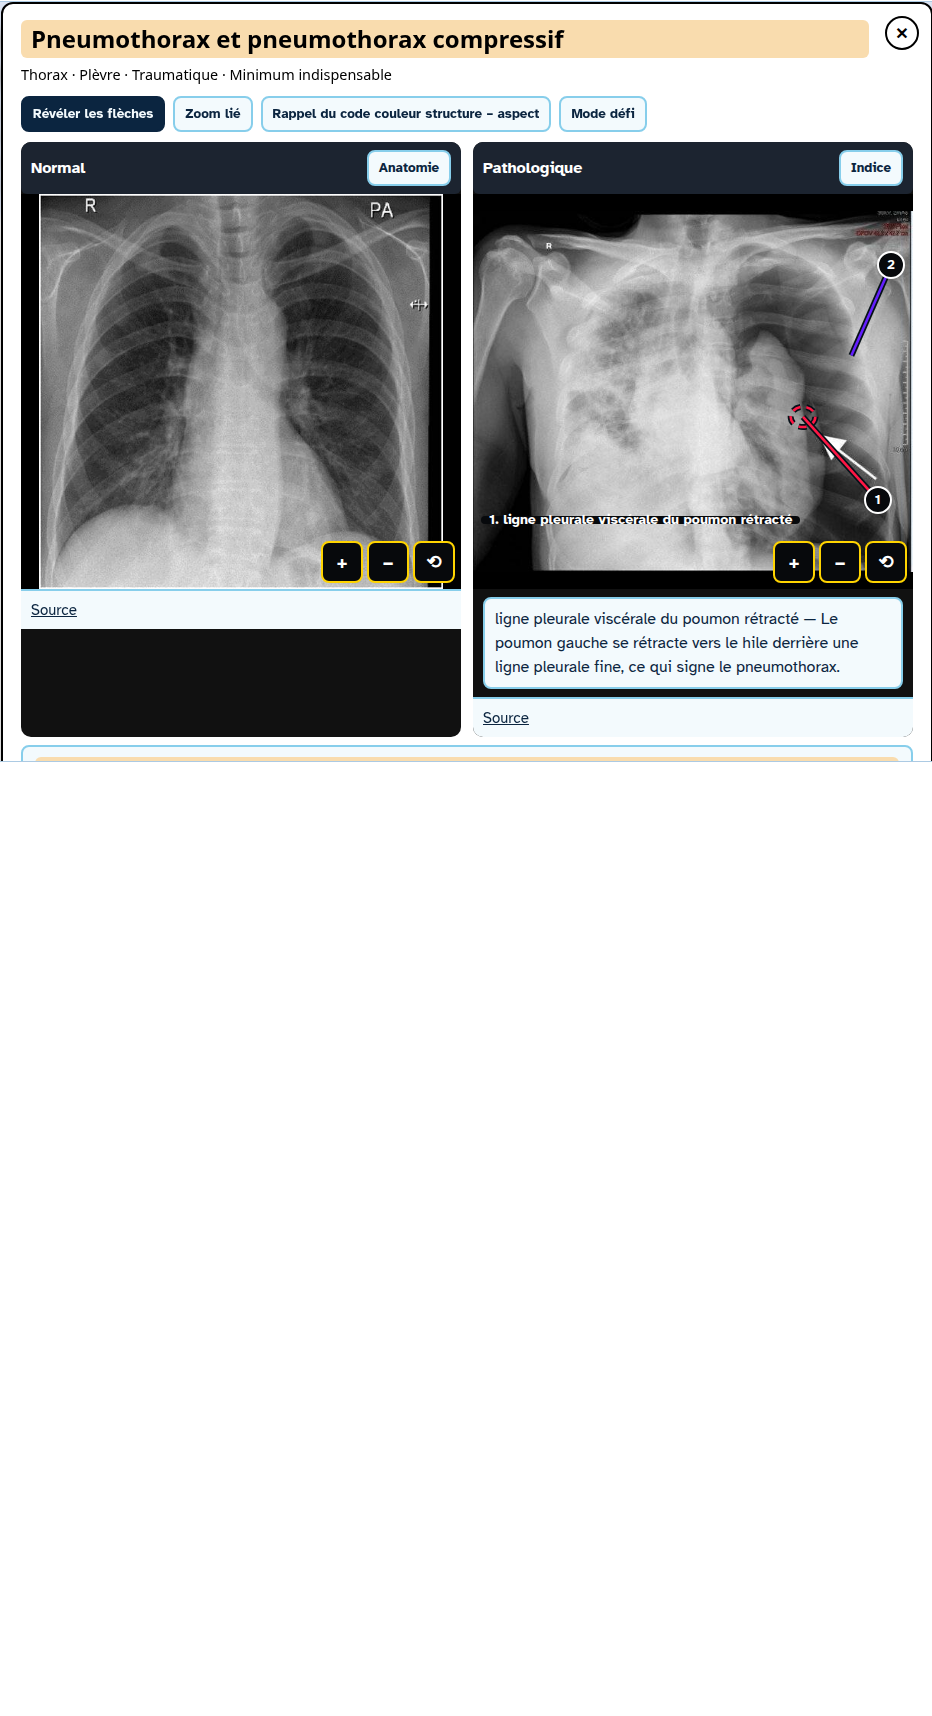 Pneumothorax et pneumothorax compressif
×
Thorax · Plèvre · Traumatique · Minimum indispensable
Révéler les flèches
Zoom lié
Rappel du code couleur structure – aspect
Mode défi
Normal
Anatomie
R
PA
+
–
⟲
Source
Pathologique
Indice
R
2
1
1. ligne pleurale viscérale du poumon rétracté
+
–
⟲
ligne pleurale viscérale du poumon rétracté — Le
poumon gauche se rétracte vers le hile derrière une
ligne pleurale fine, ce qui signe le pneumothorax.
Source